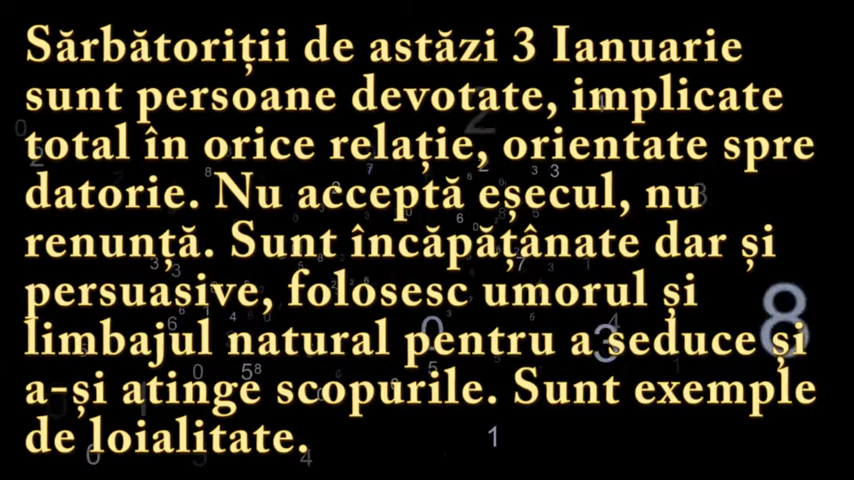 Sărbătoriții de astăzi 3 Ianuarie
sunt persoane devotate, implicate
total în orice relație, orientate spre
datorie. Nu acceptă eșecul, nu
renunță. Sunt încăpățânate dar și
persuasive, folosesc umorul și
limbajul natural pentru a seduce și
a-și atinge scopurile. Sunt exemple
de loialitate.